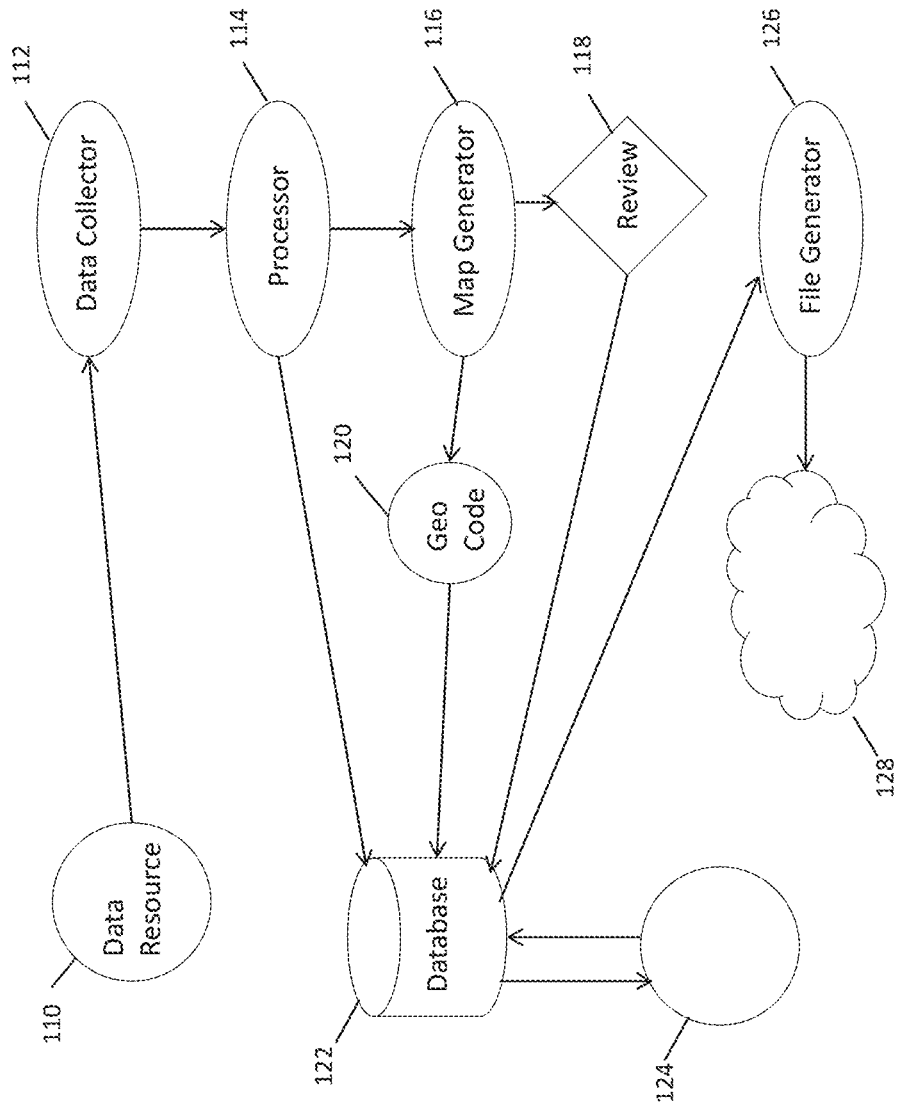 110
Data
Resource
112
Data Collector
114
Processor
116
Map Generator
118
Review
120
Geo
Code
122
Database
124
126
File Generator
128